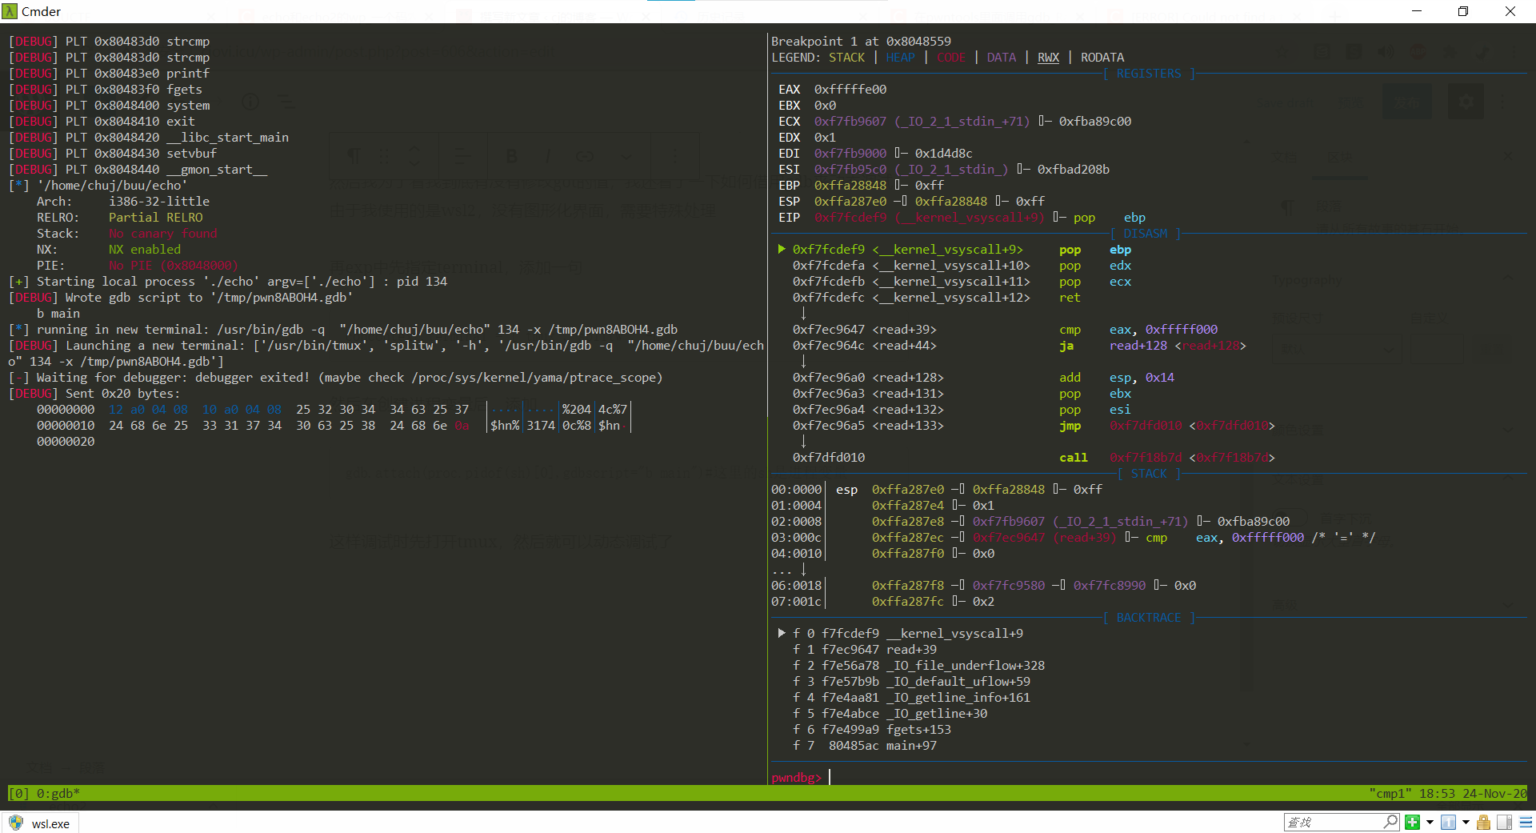 Cmder
[DEBUG] PLT 0x80483d0 strcmp
[DEBUG] PLT 0x80483d0 strcmp
[DEBUG] PLT 0x80483e0 printf
[DEBUG] PLT 0x80483f0 fgets
[DEBUG] PLT 0x8048400 system
[DEBUG] PLT 0x8048410 exit
[DEBUG] PLT 0x8048420 __libc_start_main
[DEBUG] PLT 0x8048430 setvbuf
[DEBUG] PLT 0x8048440 __gmon_start__
[*] '/home/chuj/buu/echo'
Arch: i386-32-little
RELRO: Partial RELRO
Stack: No canary found
NX: NX enabled
PIE: No PIE (0x8048000)
[+] Starting local process './echo' argv=['./echo'] : pid 134
[DEBUG] Wrote gdb script to '/tmp/pwn8ABOH4.gdb'
b main
[*] running in new terminal: /usr/bin/gdb -q "/home/chuj/buu/echo" 134 -x /tmp/pwn8ABOH4.gdb
[DEBUG] Launching a new terminal: ['/usr/bin/tmux', 'splitw', '-h', '/usr/bin/gdb -q "/home/chuj/buu/ech
o" 134 -x /tmp/pwn8ABOH4.gdb']
[-] Waiting for debugger: debugger exited! (maybe check /proc/sys/kernel/yama/ptrace_scope)
[DEBUG] Sent 0x20 bytes:
00000000 12 a0 04 08 10 a0 04 08 25 32 30 34 34 63 25 37 │····│····│%204│4c%7│
00000010 24 68 6e 25 33 31 37 34 30 63 25 38 24 68 6e 0a │$hn%│3174│0c%8│$hn·│
00000020
Breakpoint 1 at 0x8048559
LEGEND: STACK | HEAP | CODE | DATA | RWX | RODATA
[ REGISTERS ]
EAX 0xfffffe00
EBX 0x0
ECX 0xf7fb9607 (_IO_2_1_stdin_+71) ▯— 0xfba89c00
EDX 0x1
EDI 0xf7fb9000 ▯— 0x1d4d8c
ESI 0xf7fb95c0 (_IO_2_1_stdin_) ▯— 0xfbad208b
EBP 0xffa28848 ▯— 0xff
ESP 0xffa287e0 —▯ 0xffa28848 ▯— 0xff
EIP 0xf7fcdef9 (__kernel_vsyscall+9) ▯— pop ebp
[ DISASM ]
► 0xf7fcdef9 <__kernel_vsyscall+9> pop ebp
0xf7fcdefa <__kernel_vsyscall+10> pop edx
0xf7fcdefb <__kernel_vsyscall+11> pop ecx
0xf7fcdefc <__kernel_vsyscall+12> ret
↓
0xf7ec9647 <read+39> cmp eax, 0xfffff000
0xf7ec964c <read+44> ja read+128 <read+128>
↓
0xf7ec96a0 <read+128> add esp, 0x14
0xf7ec96a3 <read+131> pop ebx
0xf7ec96a4 <read+132> pop esi
0xf7ec96a5 <read+133> jmp 0xf7dfd010 <0xf7dfd010>
↓
0xf7dfd010 call 0xf7f18b7d <0xf7f18b7d>
[ STACK ]
00:0000│ esp 0xffa287e0 —▯ 0xffa28848 ▯— 0xff
01:0004│ 0xffa287e4 ▯— 0x1
02:0008│ 0xffa287e8 —▯ 0xf7fb9607 (_IO_2_1_stdin_+71) ▯— 0xfba89c00
03:000c│ 0xffa287ec —▯ 0xf7ec9647 (read+39) ▯— cmp eax, 0xfffff000 /* '=' */
04:0010│ 0xffa287f0 ▯— 0x0
... ↓
06:0018│ 0xffa287f8 —▯ 0xf7fc9580 —▯ 0xf7fc8990 ▯— 0x0
07:001c│ 0xffa287fc ▯— 0x2
[ BACKTRACE ]
► f 0 f7fcdef9 __kernel_vsyscall+9
f 1 f7ec9647 read+39
f 2 f7e56a78 _IO_file_underflow+328
f 3 f7e57b9b _IO_default_uflow+59
f 4 f7e4aa81 _IO_getline_info+161
f 5 f7e4abce _IO_getline+30
f 6 f7e499a9 fgets+153
f 7 80485ac main+97
pwndbg>
[0] 0:gdb* "cmp1" 18:53 24-Nov-20
wsl.exe
查找